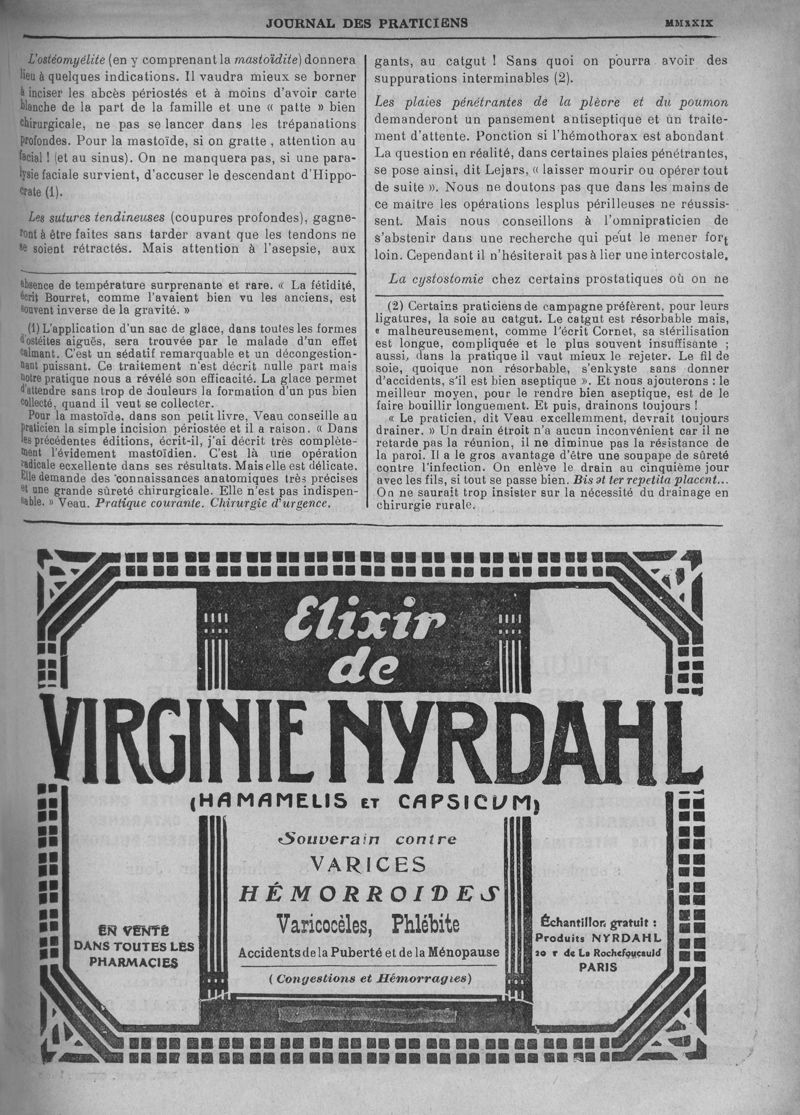 JOURNAL DES PRATICIENS
MMxXIX
L'ostéomyélite (en y comprenant la mastoïdite) donnera
lieu à quelques indications. Il vaudra mieux se borner
à inciser les abcès périostés et à moins d'avoir carte
blanche de la part de la famille et une « patte » bien
chirurgicale, ne pas se lancer dans les trépanations
profondes. Pour la mastoïde, si on gratte , attention au
facial ! (et au sinus). On ne manquera pas, si une para-
lysie faciale survient, d'accuser le descendant d'Hippo-
crate (1).
Les sutures tendineuses (coupures profondes), gagne-
ront à être faites sans tarder avant que les tendons ne
se soient rétractés. Mais attention à l'asepsie, aux
absence de température surprenante et rare. « La fétidité,
écrit Bourret, comme l'avaient bien vu les anciens, est
souvent inverse de la gravité. »
(1) L'application d'un sac de glace, dans toutes les formes
d'ostéites aiguës, sera trouvée par le malade d'un effet
calmant. C'est un sédatif remarquable et un décongestion-
nant puissant. Ce traitement n'est décrit nulle part mais
notre pratique nous a révélé son efficacité. La glace permet
d'attendre sans trop de douleurs la formation d'un pus bien
collecté, quand il veut se collecter.
Pour la mastoïde, dans son petit livre, Veau conseille au
praticien la simple incision périostée et il a raison. « Dans
les précédentes éditions, écrit-il, j'ai décrit très complète-
ment l'évidement mastoïdien. C'est là une opération
radicale ecxellente dans ses résultats. Mais elle est délicate.
Elle demande des connaissances anatomiques très précises
et une grande sûreté chirurgicale. Elle n'est pas indispen-
sable. » Veau. Pratique courante. Chirurgie d'urgence.
gants, au catgut ! Sans quoi on pourra avoir des
suppurations interminables (2).
Les plaies pénétrantes de la plèvre et du poumon
demanderont un pansement antiseptique et un traite-
ment d'attente. Ponction si l'hémothorax est abondant
La question en réalité, dans certaines plaies pénétrantes,
se pose ainsi, dit Lejars, « laisser mourir ou opérer tout
de suite ». Nous ne doutons pas que dans les mains de
ce maitre les opérations lesplus périlleuses ne réussis-
sent. Mais nous conseillons à l'omnipraticien de
s'abstenir dans une recherche qui peut le mener fort
loin. Cependant il n'hésiterait pas à lier une intercostale,
La cystostomie chez certains prostatiques où on ne
(2) Certains praticiens de campagne préfèrent, pour leurs
ligatures, la soie au catgut. Le catgut est résorbable mais,
« malheureusement, comme l'écrit Cornet, sa stérilisation
est longue, compliquée et le plus souvent insuffisante ;
aussi, dans la pratique il vaut mieux le rejeter. Le fil de
soie, quoique non résorbable, s'enkyste sans donner
d'accidents, s'il est bien aseptique ». Et nous ajouterons : le
meilleur moyen, pour le rendre bien aseptique, est de le
faire bouillir longuement. Et puis, drainons toujours !
« Le praticien, dit Veau excellemment, devrait toujours
drainer. » Un drain étroit n'a aucun inconvénient car il ne
retarde pas la réunion, il ne diminue pas la résistance de
la paroi. Il a le gros avantage d'être une soupape de sûreté
contre l'infection. On enlève le drain au cinquième jour
avec les fils, si tout se passe bien. Bis et ter repetita placent...
On ne saurait trop insister sur la nécessité du drainage en
chirurgie rurale.
Elixir
de
VIRGINIE NYRDAHL
(HAMAMELIS ET CAPSICUM)
Souverain contre
VARICES
HÉMORROIDES
Varicocèles, Phlébite
Accidents de la Puberté et de la Ménopause
(Congestions et Hémorragies)
EN VENTE
DANS TOUTES LES
PHARMACIES
Échantillon gratuit :
Produits NYRDAHL
20 r de La Rochefoucauld
PARIS